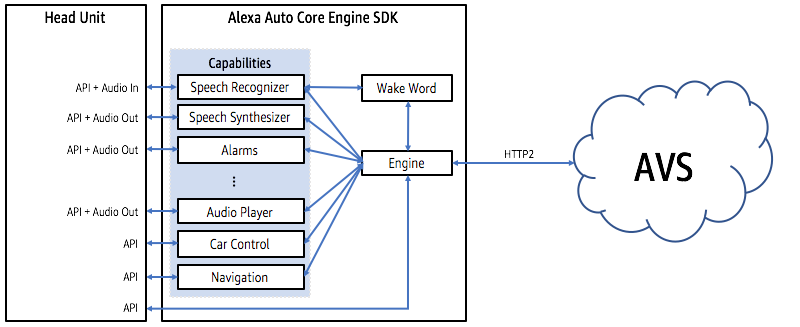 Head Unit
Alexa Auto Core Engine SDK
Capabilities
API + Audio In
Speech Recognizer
Wake Word
API + Audio Out
Speech Synthesizer
API + Audio Out
Alarms
Engine
HTTP2
AVS
API + Audio Out
Audio Player
API
Car Control
API
Navigation
API